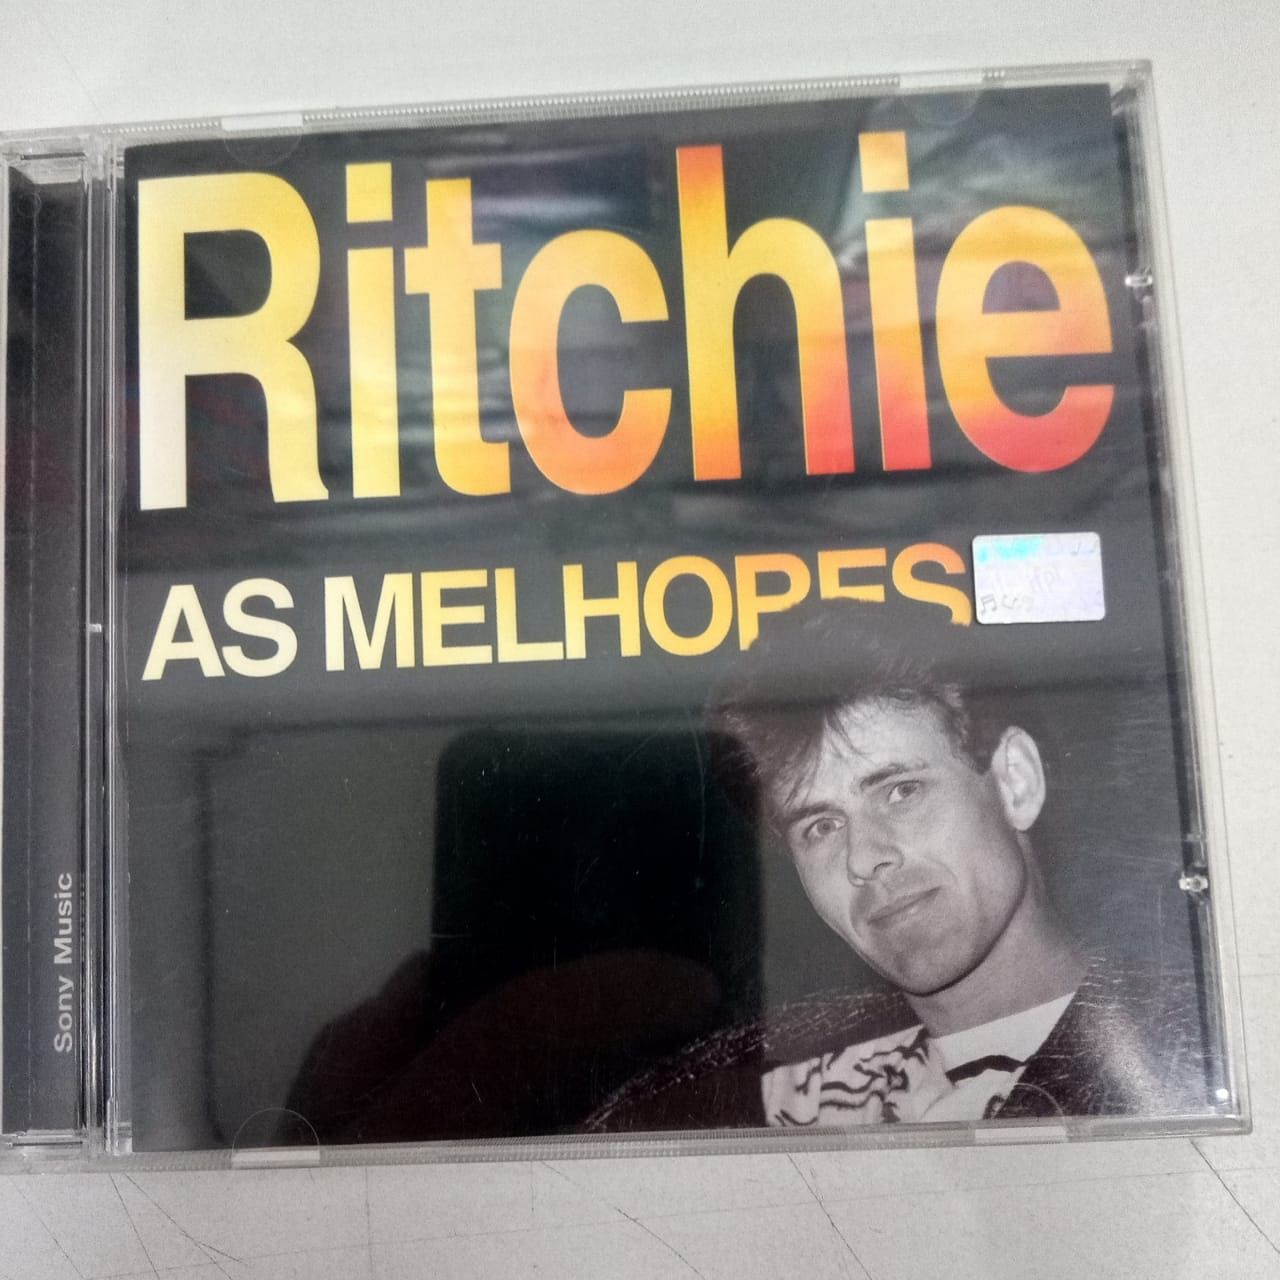 Ritchie
AS MELHORES
Sony Music